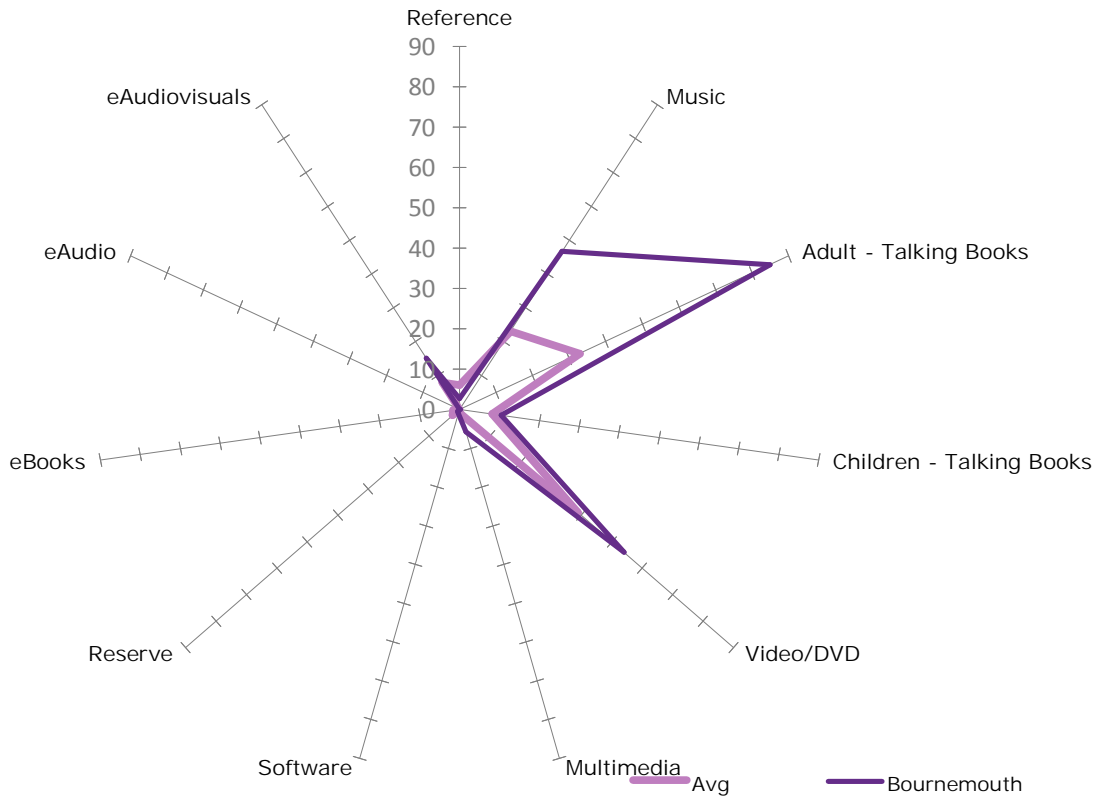 Reference
90
80
70
60
50
40
30
20
10
0
eAudiovisuals
Music
eAudio
Adult - Talking Books
eBooks
Children - Talking Books
Reserve
Video/DVD
Software
Multimedia
Avg
Bournemouth